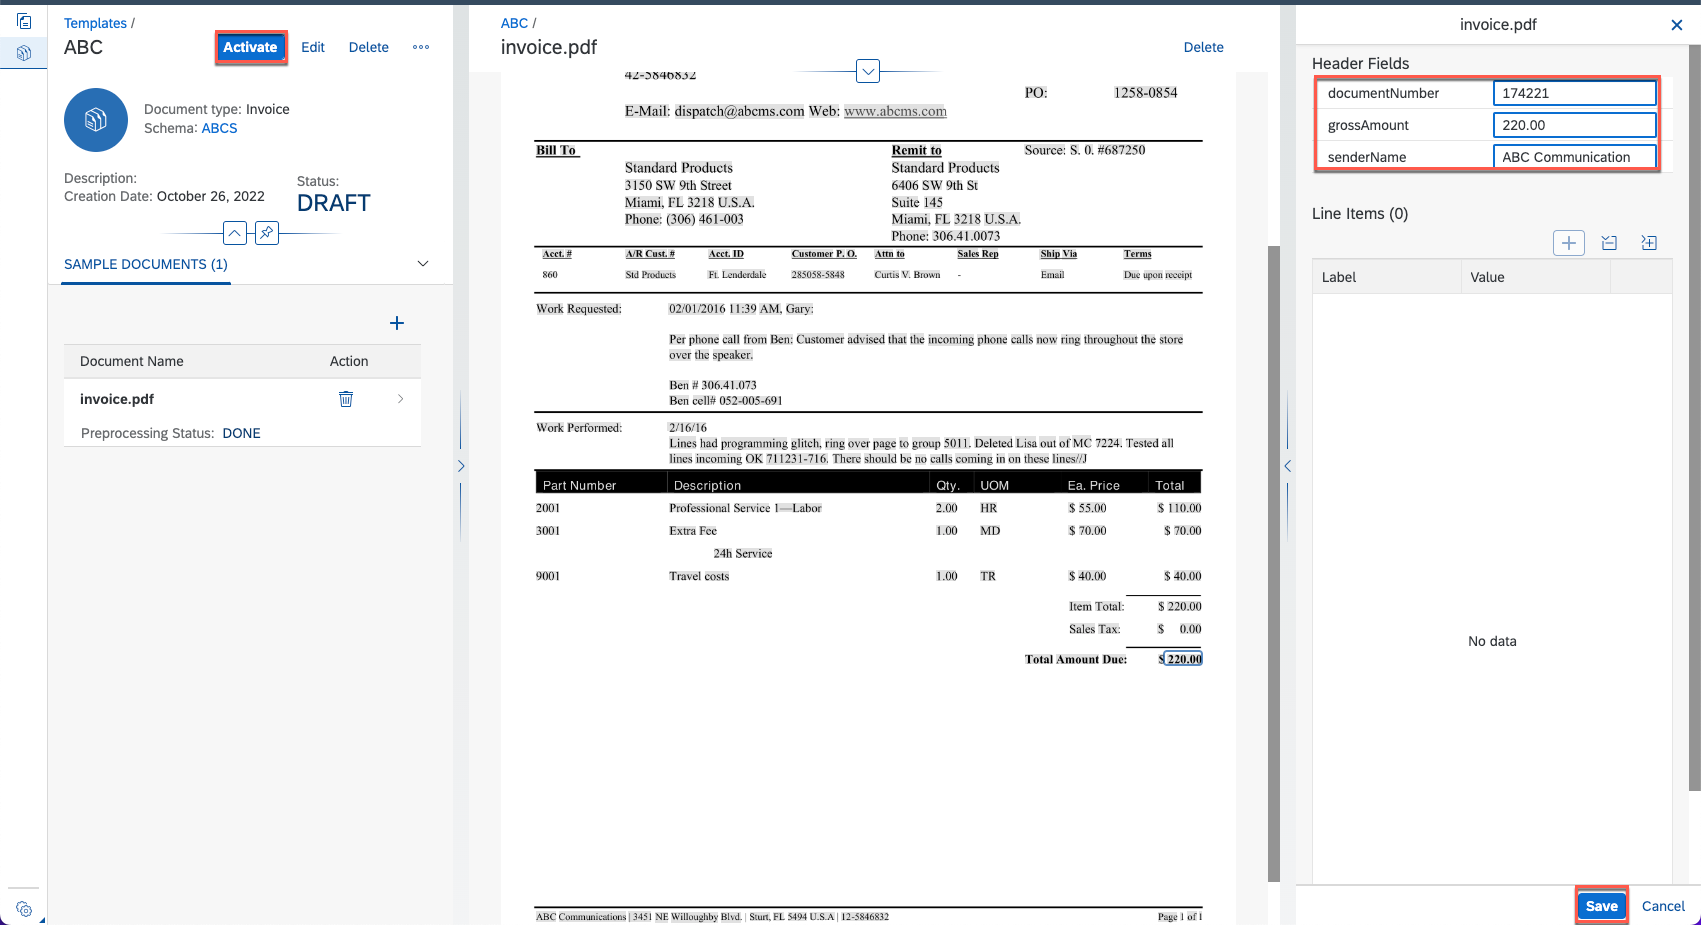 Templates /
ABC
Activate
Edit
Delete
Document type: Invoice
Schema: ABCS
Description:
Creation Date: October 26, 2022
Status:
DRAFT
SAMPLE DOCUMENTS (1)
Document Name
Action
invoice.pdf
Preprocessing Status: DONE
ABC /
invoice.pdf
Delete
42-5846832
PO: 1258-0854
E-Mail: dispatch@abcms.com Web: www.abcms.com
Bill To
Standard Products
3150 SW 9th Street
Miami, FL 3218 U.S.A.
Phone: (306) 461-003
Remit to
Standard Products
6406 SW 9th St
Suite 145
Miami, FL 3218 U.S.A.
Phone: 306.41.0073
Source: S. 0. #687250
Acct. # A/R Cust. # Acct. ID Customer P. O. Attn to Sales Rep Ship Via Terms
860 Std Products Ft. Lenderdale 285058-5848 Curtis V. Brown - Email Due upon receipt
Work Requested: 02/01/2016 11:39 AM, Gary:
Per phone call from Ben: Customer advised that the incoming phone calls now ring throughout the store
over the speaker.
Ben # 306.41.073
Ben cell# 052-005-691
Work Performed: 2/16/16
Lines had programming glitch, ring over page to group 5011. Deleted Lisa out of MC 7224. Tested all
lines incoming OK 711231-716. There should be no calls coming in on these lines//J
Part Number Description Qty. UOM Ea. Price Total
2001 Professional Service 1—Labor 2.00 HR $ 55.00 $ 110.00
3001 Extra Fee 1.00 MD $ 70.00 $ 70.00
24h Service
9001 Travel costs 1.00 TR $ 40.00 $ 40.00
Item Total: $ 220.00
Sales Tax: $ 0.00
Total Amount Due: $ 220.00
ABC Communications | 3451 NE Willoughby Blvd. | Sturt, FL 5494 U.S.A | 12-5846832
Page 1 of 1
invoice.pdf
Header Fields
documentNumber 174221
grossAmount 220.00
senderName ABC Communication
Line Items (0)
Label Value
No data
Save
Cancel